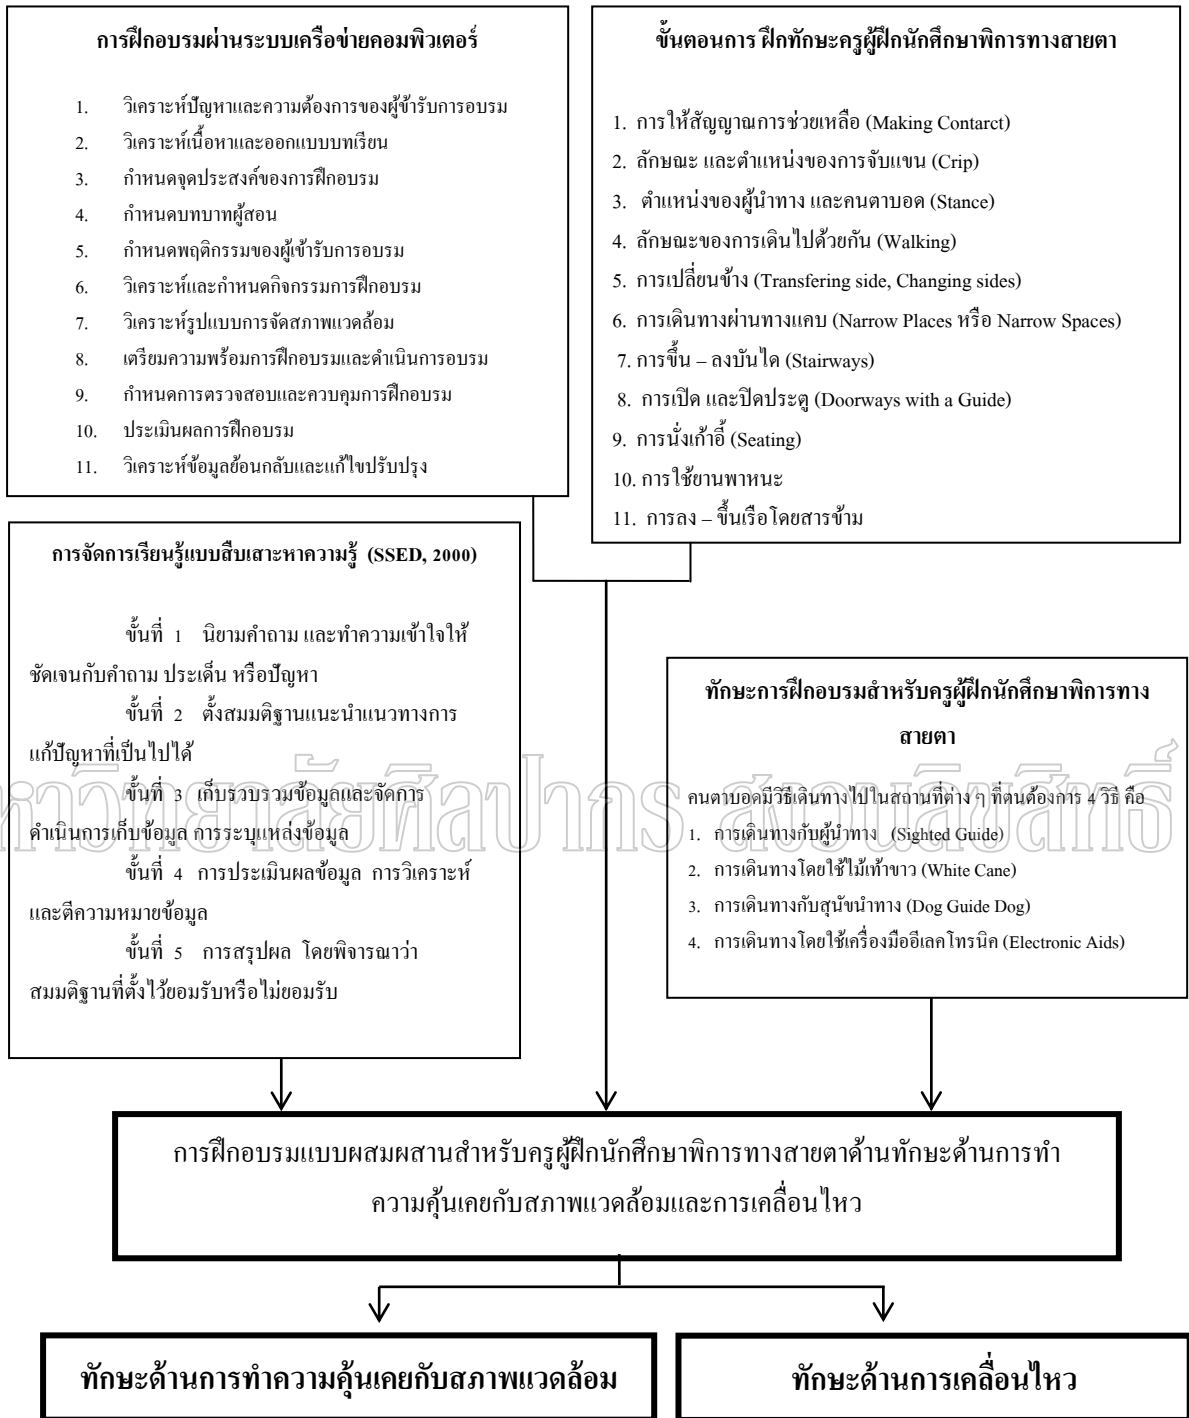 การฝึกอบรมผ่านระบบเครือข่ายคอมพิวเตอร์
1. วิเคราะห์ปัญหาและความต้องการของผู้ข้ารับการอบรม
2. วิเคราะห์เนื้อหาและออกแบบบทเรียน
3. กำหนดจุดประสงค์ของการฝึกอบรม
4. กำหนดบทบาทผู้สอน
5. กำหนดพฤติกรรมของผู้เข้ารับการอบรม
6. วิเคราะห์และกำหนดกิจกรรมการฝึกอบรม
7. วิเคราะห์รูปแบบการจัดสภาพแวดล้อม
8. เตรียมความพร้อมการฝึกอบรมและดำเนินการอบรม
9. กำหนดการตรวจสอบและควบคุมการฝึกอบรม
10. ประเมินผลการฝึกอบรม
11. วิเคราะห์ข้อมูลย้อนกลับและแก้ไขปรับปรุง
ขั้นตอนการ ฝึกทักษะครูผู้ฝึกนักศึกษาพิการทางสายตา
1. การให้สัญญาณการช่วยเหลือ (Making Contarct)
2. ลักษณะ และตำแหน่งของการจับแขน (Crip)
3. ตำแหน่งของผู้นำทาง และคนตาบอด (Stance)
4. ลักษณะของการเดินไปด้วยกัน (Walking)
5. การเปลี่ยนข้าง (Transfering side, Changing sides)
6. การเดินทางผ่านทางแคบ (Narrow Places หรือ Narrow Spaces)
7. การขึ้น – ลงบันได (Stairways)
8. การเปิด และปิดประตู (Doorways with a Guide)
9. การนั่งเก้าอี้ (Seating)
10. การใช้ยานพาหนะ
11. การลง – ขึ้นเรือโดยสารข้าม
การจัดการเรียนรู้แบบสืบเสาะหาความรู้ (SSED, 2000)
ขั้นที่ 1 นิยามคำถาม และทำความเข้าใจให้
ชัดเจนกับคำถาม ประเด็น หรือปัญหา
ขั้นที่ 2 ตั้งสมมติฐานแนะนำแนวทางการ
แก้ปัญหาที่เป็นไปได้
ขั้นที่ 3 เก็บรวบรวมข้อมูลและจัดการ
ดำเนินการเก็บข้อมูล การระบุแหล่งข้อมูล
ขั้นที่ 4 การประเมินผลข้อมูล การวิเคราะห์
และตีความหมายข้อมูล
ขั้นที่ 5 การสรุปผล โดยพิจารณาว่า
สมมติฐานที่ตั้งไว้ยอมรับหรือไม่ยอมรับ
ทักษะการฝึกอบรมสำหรับครูผู้ฝึกนักศึกษาพิการทาง
สายตา
คนตาบอดมีวิธีเดินทางไปในสถานที่ต่าง ๆ ที่ตนต้องการ 4 วิธี คือ
1. การเดินทางกับผู้นำทาง (Sighted Guide)
2. การเดินทางโดยใช้ไม้เท้าขาว (White Cane)
3. การเดินทางกับสุนัขนำทาง (Dog Guide Dog)
4. การเดินทางโดยใช้เครื่องมืออีเลคโทรนิค (Electronic Aids)
หาวิทยาลัยศิลปากร สงวนลิขสิทธิ์
การฝึกอบรมแบบผสมผสานสำหรับครูผู้ฝึกนักศึกษาพิการทางสายตาด้านทักษะด้านการทำ
ความคุ้นเคยกับสภาพแวดล้อมและการเคลื่อนไหว
ทักษะด้านการทำความคุ้นเคยกับสภาพแวดล้อม
ทักษะด้านการเคลื่อนไหว